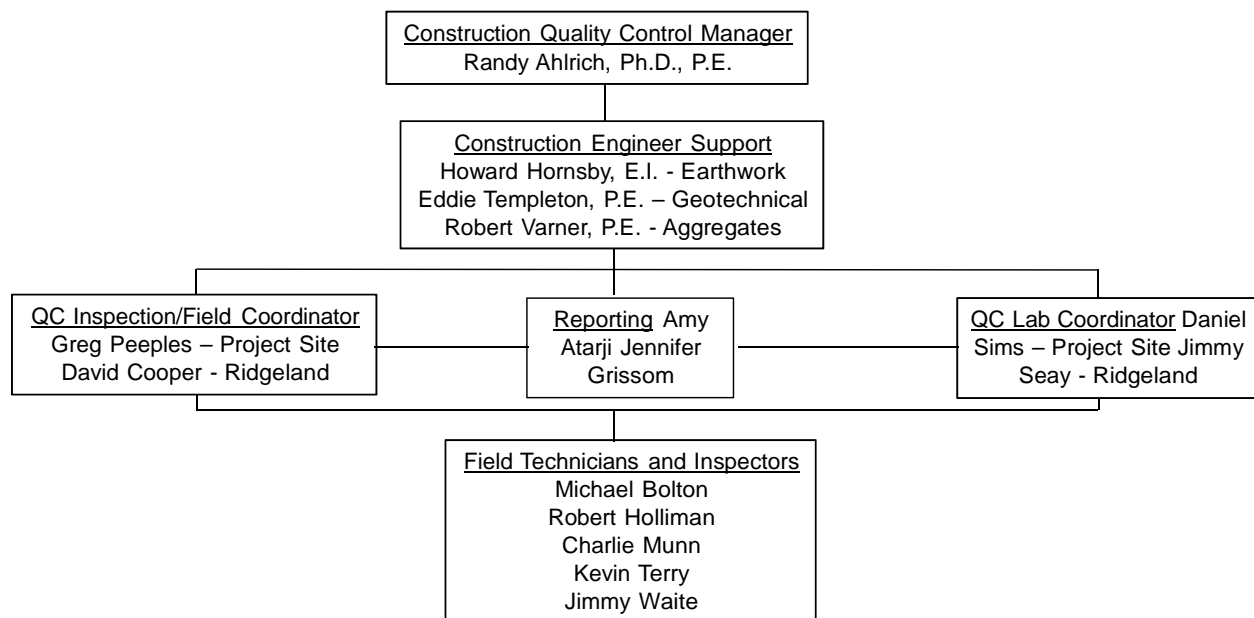 Construction Quality Control Manager
Randy Ahlrich, Ph.D., P.E.
Construction Engineer Support
Howard Hornsby, E.I. - Earthwork
Eddie Templeton, P.E. – Geotechnical
Robert Varner, P.E. - Aggregates
QC Inspection/Field Coordinator
Greg Peeples – Project Site
David Cooper - Ridgeland
Reporting Amy
Atarji Jennifer
Grissom
QC Lab Coordinator Daniel
Sims – Project Site Jimmy
Seay - Ridgeland
Field Technicians and Inspectors
Michael Bolton
Robert Holliman
Charlie Munn
Kevin Terry
Jimmy Waite